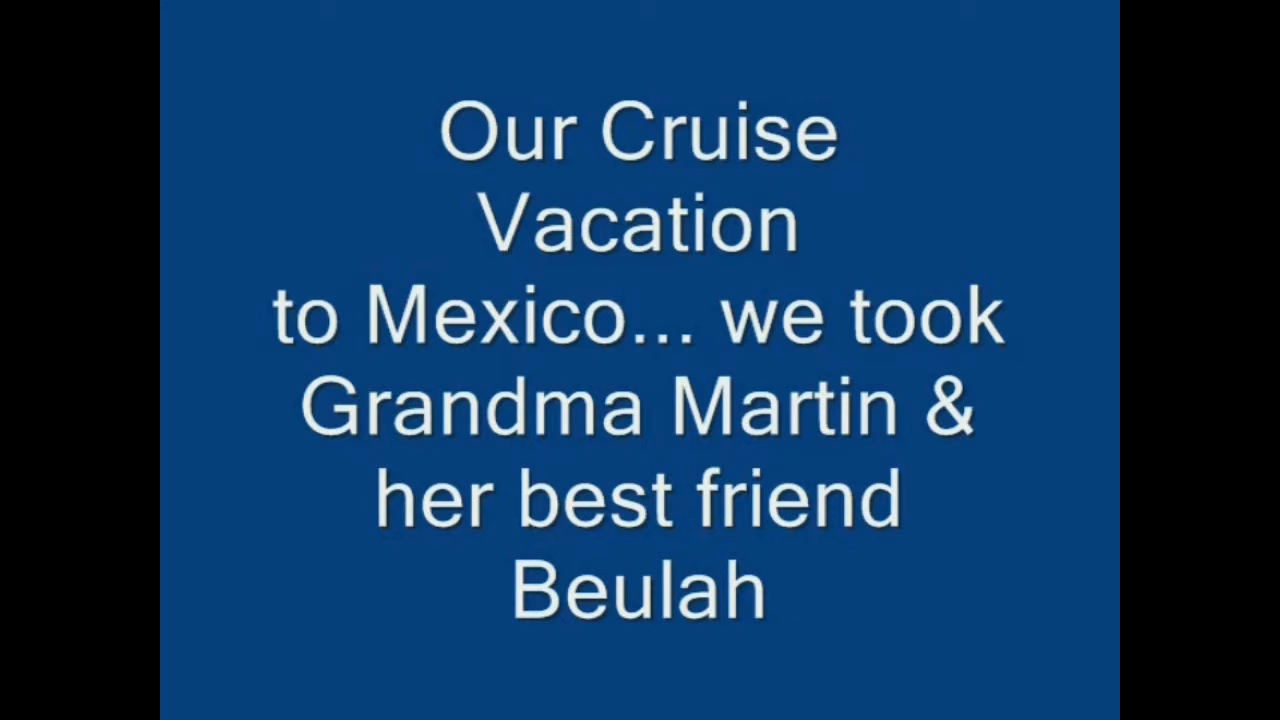 Our Cruise
Vacation
to Mexico... we took
Grandma Martin &
her best friend
Beulah